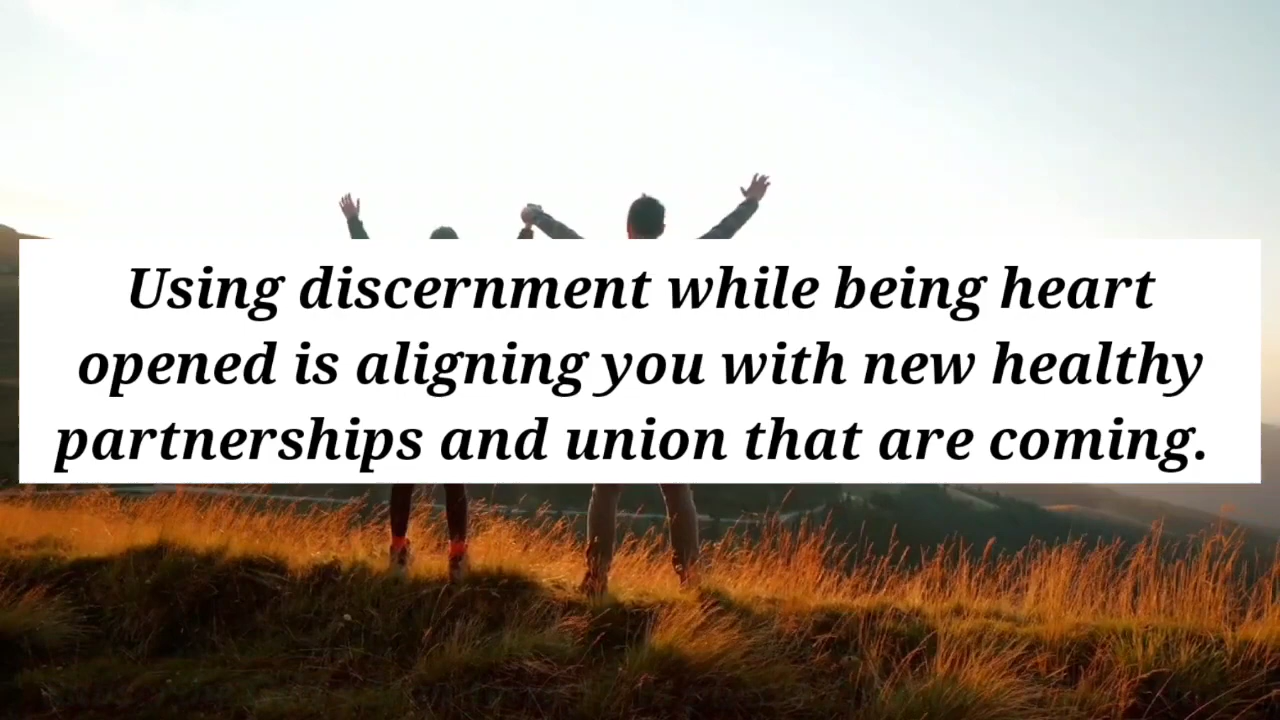 Using discernment while being heart
opened is aligning you with new healthy
partnerships and union that are coming.